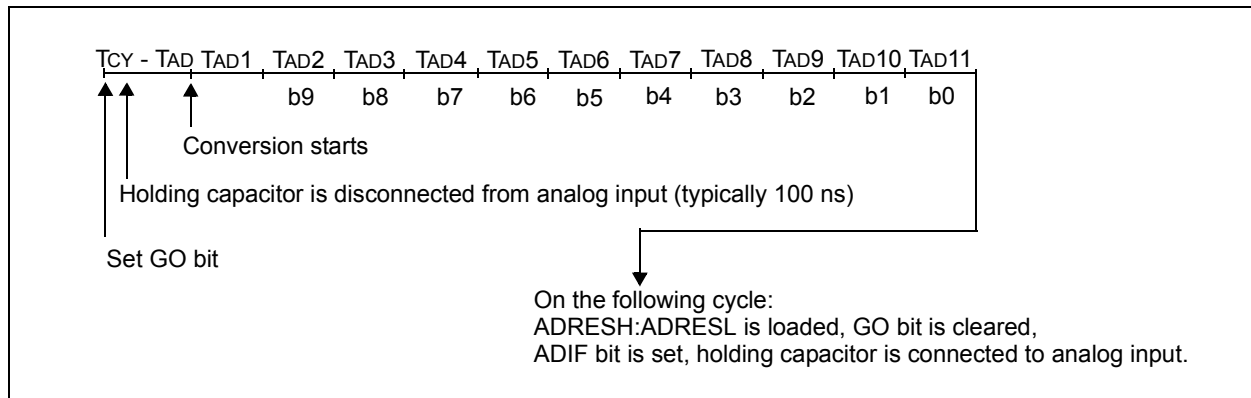 TCY - TAD TAD1 TAD2 TAD3 TAD4 TAD5 TAD6 TAD7 TAD8 TAD9 TAD10 TAD11
b9 b8 b7 b6 b5 b4 b3 b2 b1 b0
Conversion starts
Holding capacitor is disconnected from analog input (typically 100 ns)
Set GO bit
On the following cycle:
ADRESH:ADRESL is loaded, GO bit is cleared,
ADIF bit is set, holding capacitor is connected to analog input.